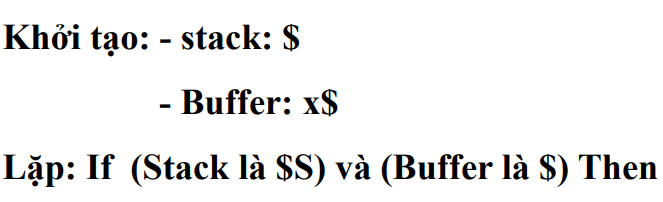 Khởi tạo: - stack: $
- Buffer: x$
Lặp: If (Stack là $S) và (Buffer là $) Then